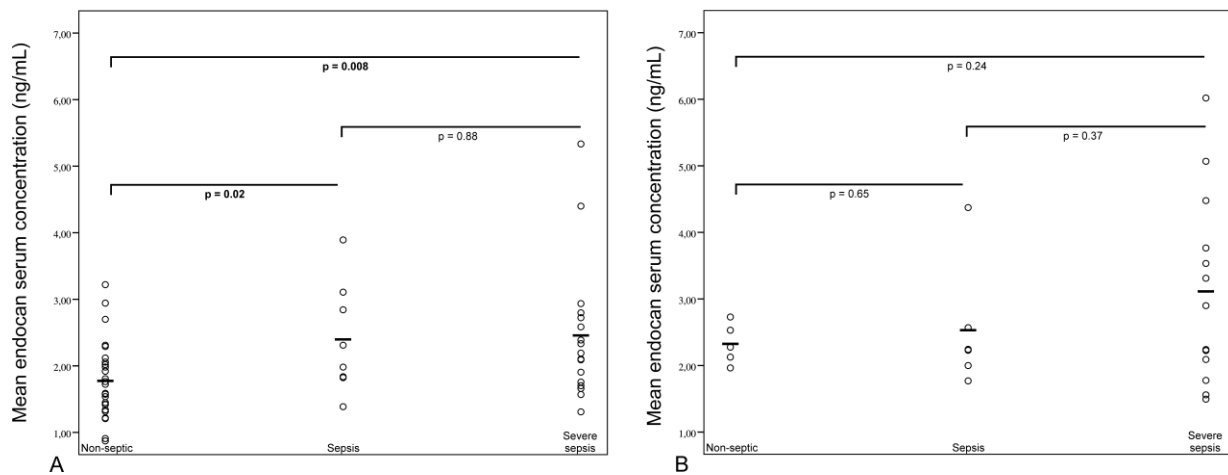 Mean endocan serum concentration (ng/mL)
7,00
6,00
5,00
4,00
3,00
2,00
1,00
p = 0.008
p = 0.88
p = 0.02
Non-septic
Sepsis
Severe
sepsis
A
Mean endocan serum concentration (ng/mL)
7,00
6,00
5,00
4,00
3,00
2,00
1,00
p = 0.24
p = 0.37
p = 0.65
Non-septic
Sepsis
Severe
sepsis
B